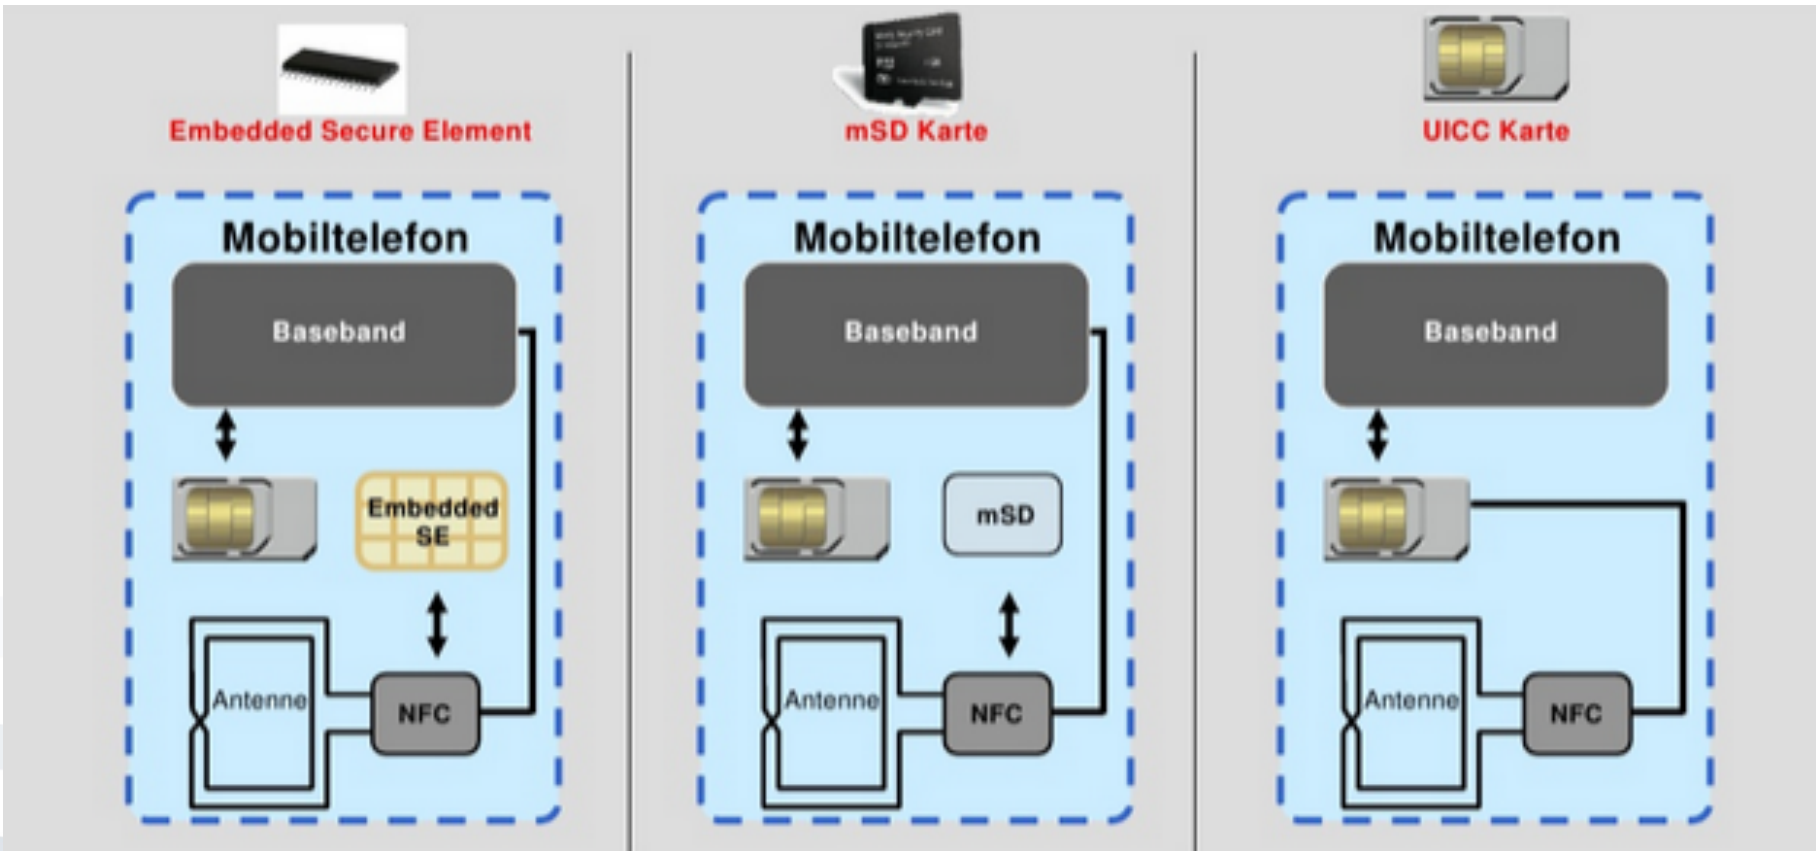 Embedded Secure Element
Mobiltelefon
Baseband
Embedded
SE
Antenne
NFC
mSD Karte
Mobiltelefon
Baseband
mSD
Antenne
NFC
UICC Karte
Mobiltelefon
Baseband
Antenne
NFC